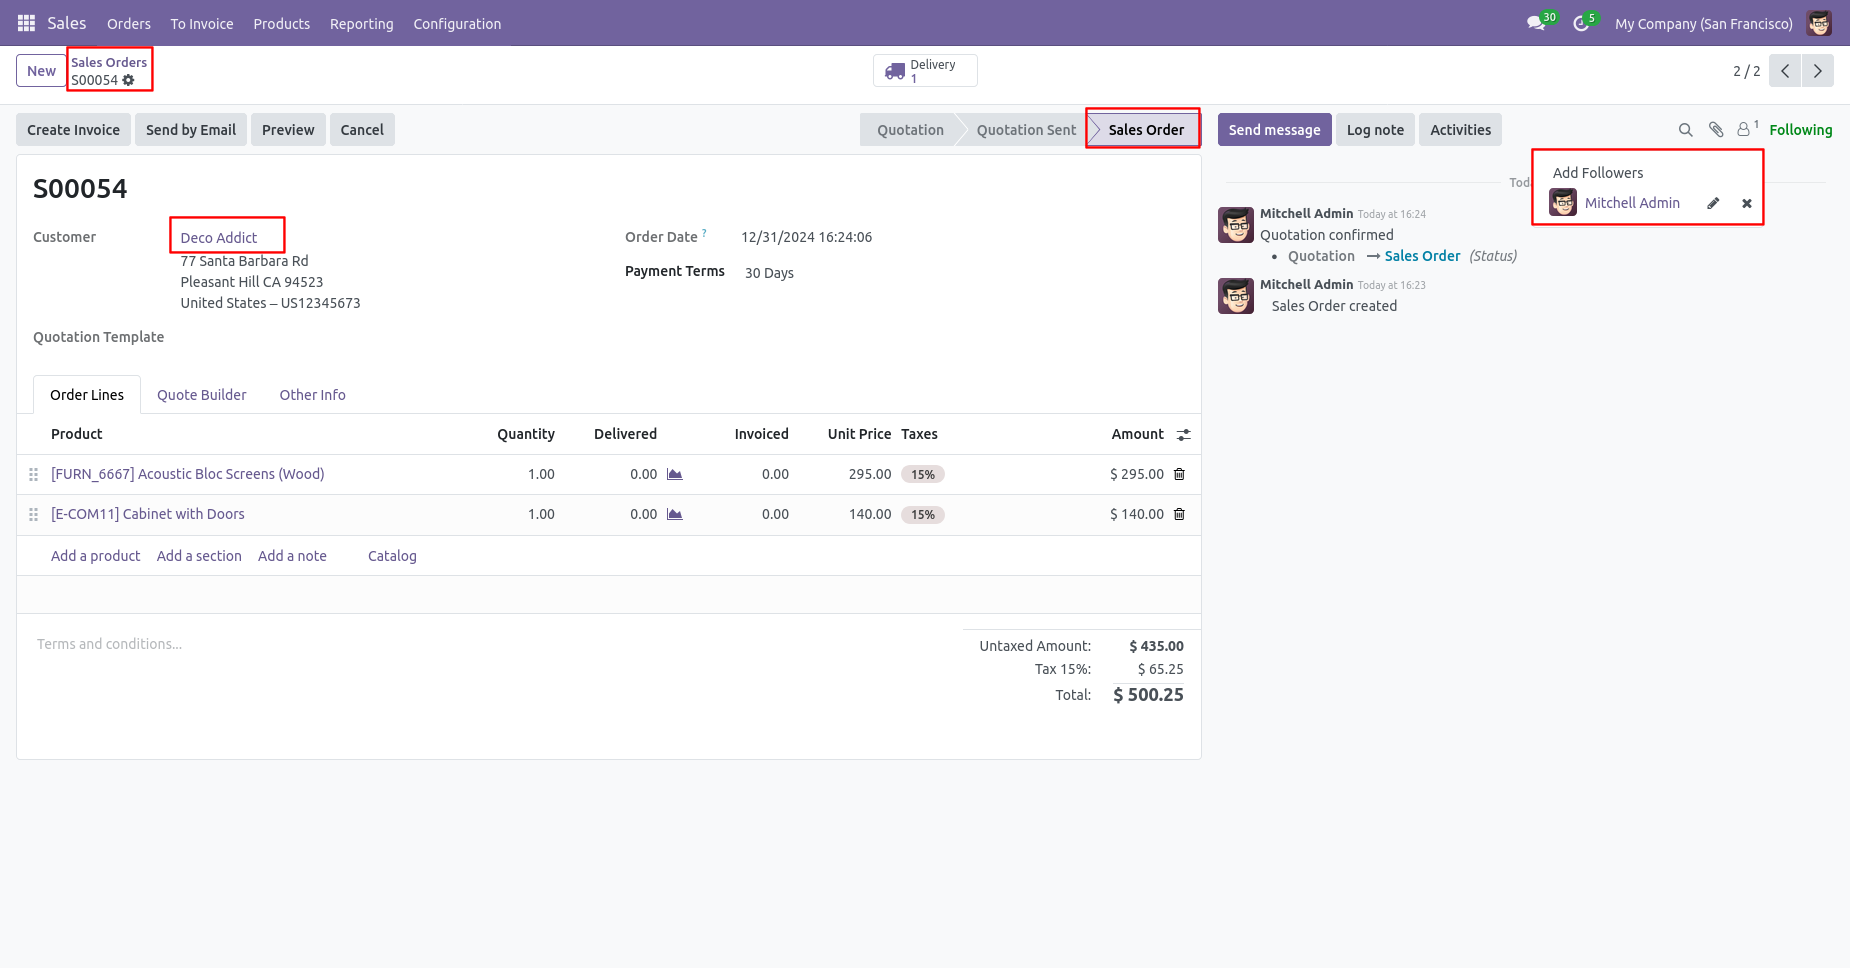 Sales Orders To Invoice Products Reporting Configuration 30 5 My Company (San Francisco)
New Sales Orders
S00054
Delivery
1
2 / 2
Create Invoice Send by Email Preview Cancel Quotation Quotation Sent Sales Order Send message Log note Activities 1 Following
S00054
Customer Deco Addict
77 Santa Barbara Rd
Pleasant Hill CA 94523
United States – US12345673
Order Date ? 12/31/2024 16:24:06
Payment Terms 30 Days
Quotation Template
Order Lines Quote Builder Other Info
Product Quantity Delivered Invoiced Unit Price Taxes Amount
[FURN_6667] Acoustic Bloc Screens (Wood) 1.00 0.00 0.00 295.00 15% $ 295.00
[E-COM11] Cabinet with Doors 1.00 0.00 0.00 140.00 15% $ 140.00
Add a product Add a section Add a note Catalog
Terms and conditions...
Untaxed Amount: $ 435.00
Tax 15%: $ 65.25
Total: $ 500.25
Add Followers
Mitchell Admin
Mitchell Admin Today at 16:24
Quotation confirmed
• Quotation → Sales Order (Status)
Mitchell Admin Today at 16:23
Sales Order created